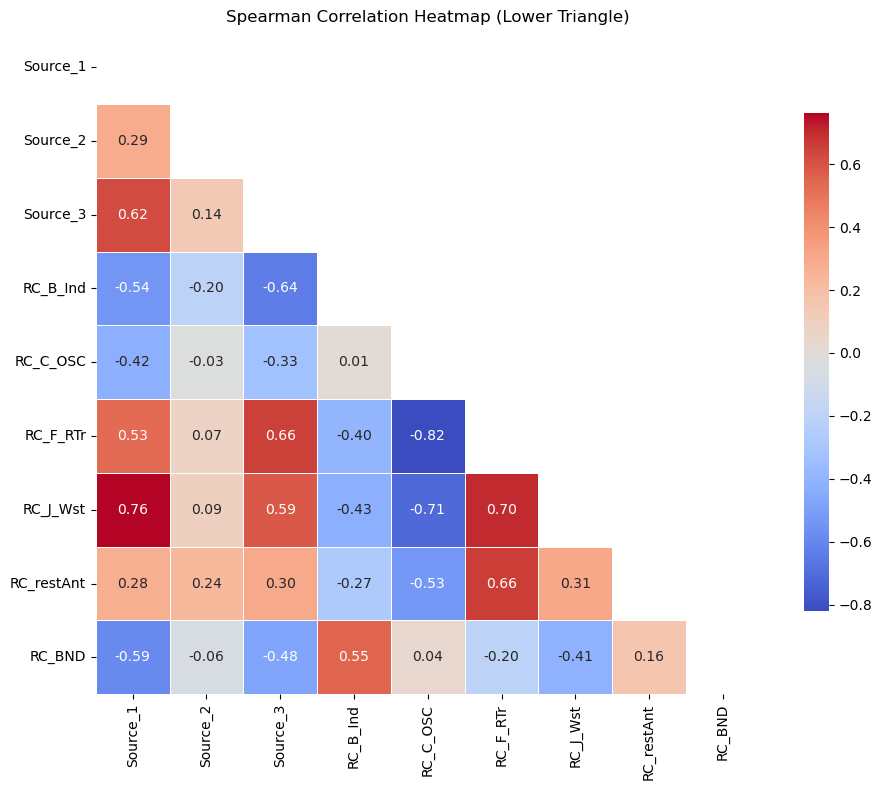 Spearman Correlation Heatmap (Lower Triangle)
Source_1
Source_2 0.29
Source_3 0.62 0.14
RC_B_Ind -0.54 -0.20 -0.64
RC_C_OSC -0.42 -0.03 -0.33 0.01
RC_F_RTr 0.53 0.07 0.66 -0.40 -0.82
RC_J_Wst 0.76 0.09 0.59 -0.43 -0.71 0.70
RC_restAnt 0.28 0.24 0.30 -0.27 -0.53 0.66 0.31
RC_BND -0.59 -0.06 -0.48 0.55 0.04 -0.20 -0.41 0.16
Source_1 Source_2 Source_3 RC_B_Ind RC_C_OSC RC_F_RTr RC_J_Wst RC_restAnt RC_BND
0.6
0.4
0.2
0.0
−0.2
−0.4
−0.6
−0.8